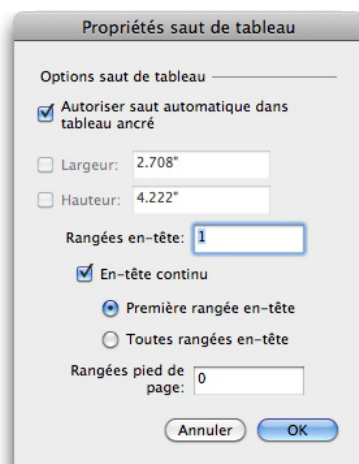 Propriétés saut de tableau
Options saut de tableau
Autoriser saut automatique dans
tableau ancré
Largeur: 2.708"
Hauteur: 4.222"
Rangées en-tête: 1
En-tête continu
Première rangée en-tête
Toutes rangées en-tête
Rangées pied de
page: 0
Annuler OK